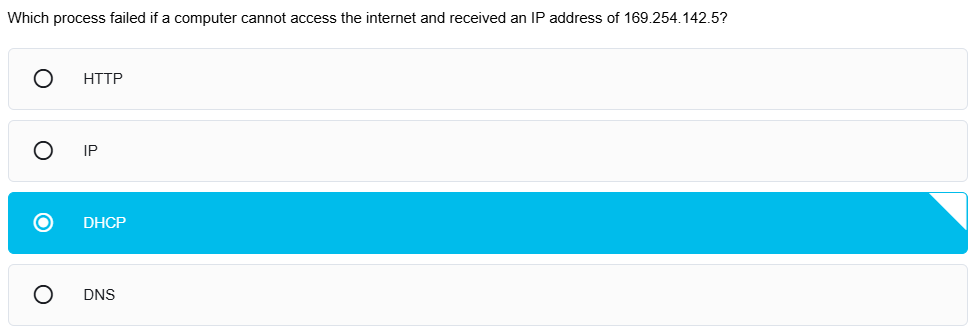 Which process failed if a computer cannot access the internet and received an IP address of 169.254.142.5?
HTTP
IP
DHCP
DNS